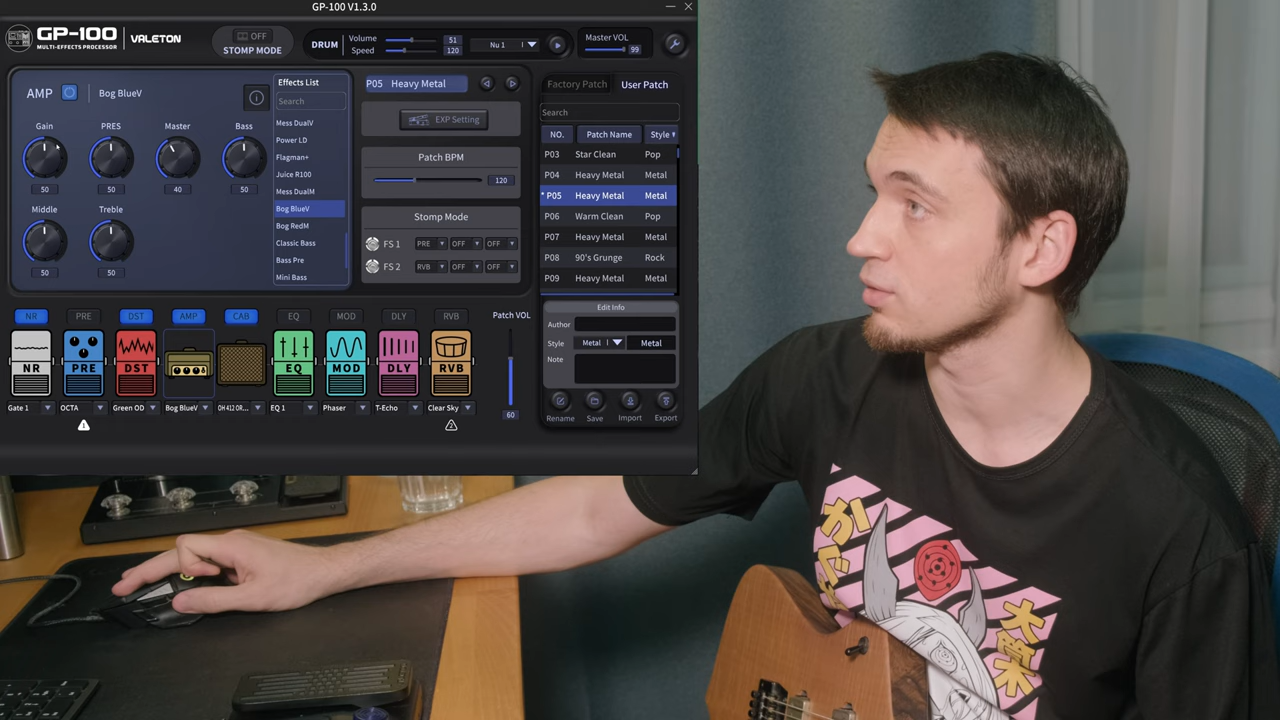 GP-100 V1.3.0
GP-100
MULTI-EFFECTS PROCESSOR
VALETON
OFF
STOMP MODE
DRUM
Volume 51
Speed 120
Nu 1
Master VOL
99
AMP
Bog BlueV
Gain PRES Master Bass
50 50 40 50
Middle Treble
50 50
Effects List
Search
Mess DualV
Power LD
Flagman+
Juice R100
Mess DualM
Bog BlueV
Bog RedM
Classic Bass
Bass Pre
Mini Bass
P05 Heavy Metal
EXP Setting
Patch BPM
120
Stomp Mode
FS 1 PRE OFF OFF
FS 2 RVB OFF OFF
Factory Patch User Patch
Search
NO. Patch Name Style
P03 Star Clean Pop
P04 Heavy Metal Metal
* P05 Heavy Metal Metal
P06 Warm Clean Pop
P07 Heavy Metal Metal
P08 90's Grunge Rock
P09 Heavy Metal Metal
Edit Info
Author
Style Metal Metal
Note
Rename Save Import Export
NR PRE DST AMP CAB EQ MOD DLY RVB
Patch VOL
NR PRE DST EQ MOD DLY RVB
60
Gate 1 OCTA Green OD Bog BlueV OH 412 OR... EQ 1 Phaser T-Echo Clear Sky
1 2
大筒木